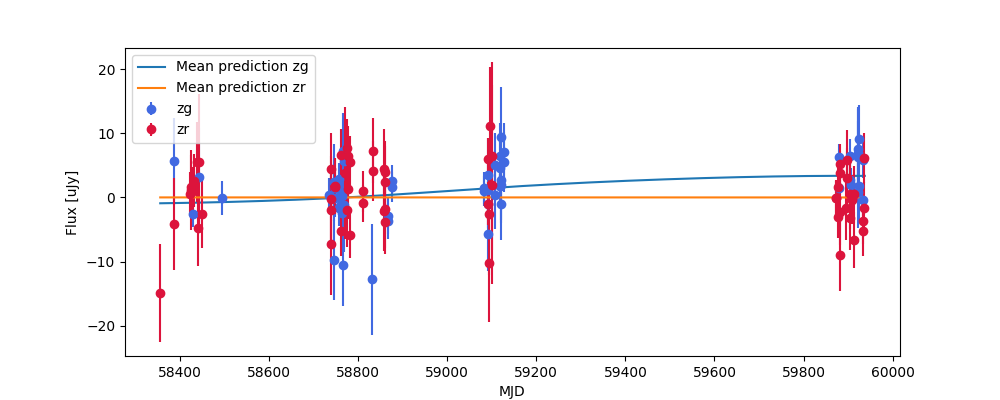 Mean prediction zg
Mean prediction zr
zg
zr
20
10
0
−10
−20
Flux [uJy]
58400
58600
58800
59000
59200
59400
59600
59800
60000
MJD